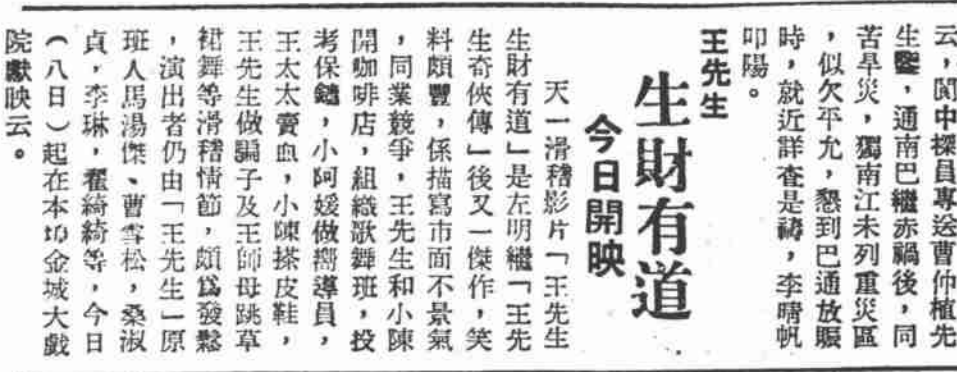 云，閬中探員專送曹仲植先
生鑒，通南巴繼赤禍後，同
苦旱災，獨南江未列重災區
，似欠平允，懇到巴通放賑
時，就近詳查是禱，李晴帆
叩陽。
王先生
生財有道
今日開映
天一滑稽影片「王先生
生財有道」是左明繼「王先
生奇俠傳」後又一傑作，笑
料頗豐，係描寫市面不景氣
，同業競爭，王先生和小陳
開咖啡店，組織歌舞班，投
考保鏢，小阿媛做嚮導員，
王太太賣血，小陳搽皮鞋，
王先生做騙子及王師母跳草
裙舞等滑稽情節，頗爲發鬆
，演出者仍由「王先生」原
班人馬湯傑、曹雪松，桑淑
貞，李琳，翟綺綺等，今日
（八日）起在本埠金城大戲
院獻映云。